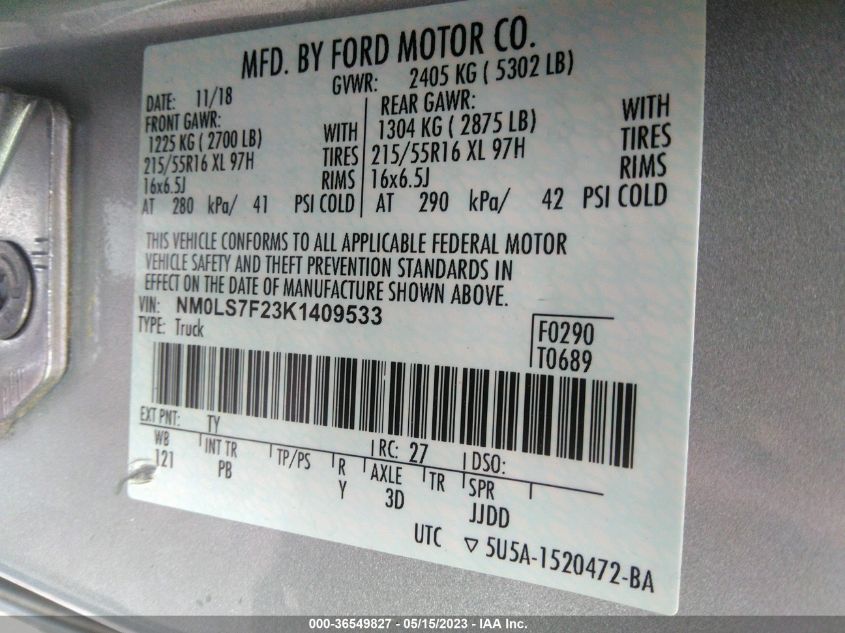 MFD. BY FORD MOTOR CO.
DATE: 11/18 GVWR: 2405 KG ( 5302 LB)
FRONT GAWR: REAR GAWR:
1225 KG ( 2700 LB) WITH 1304 KG ( 2875 LB) WITH
215/55R16 XL 97H TIRES 215/55R16 XL 97H TIRES
16x6.5J RIMS 16x6.5J RIMS
AT 280 kPa/ 41 PSI COLD AT 290 kPa/ 42 PSI COLD
THIS VEHICLE CONFORMS TO ALL APPLICABLE FEDERAL MOTOR
VEHICLE SAFETY AND THEFT PREVENTION STANDARDS IN
EFFECT ON THE DATE OF MANUFACTURE SHOWN ABOVE.
VIN: NM0LS7F23K1409533
TYPE: Truck
F0290
T0689
EXT PNT: TY RC: 27 DSO:
WB INT TR TP/PS R AXLE TR SPR
121 PB Y 3D JJDD
UTC ▽ 5U5A-1520472-BA
000-36549827 - 05/15/2023 - IAA Inc.